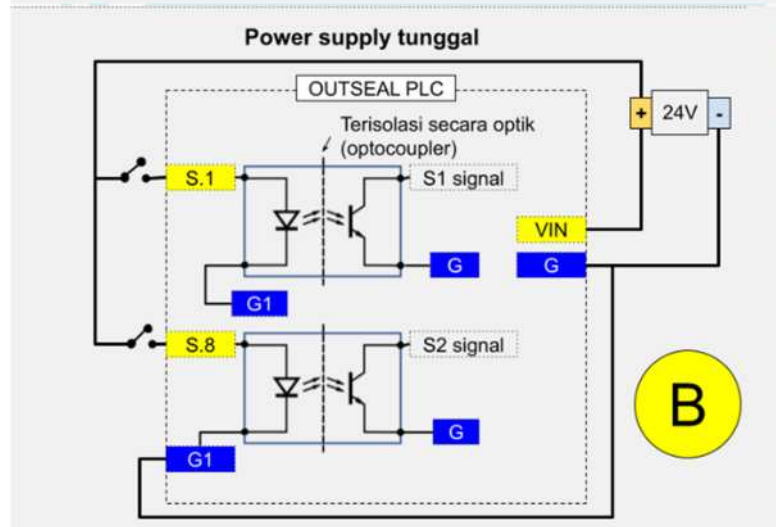 Power supply tunggal
OUTSEAL PLC
+ 24V -
Terisolasi secara optik
(optocoupler)
S.1
S1 signal
VIN
G
G
G1
S.8
S2 signal
B
G
G1